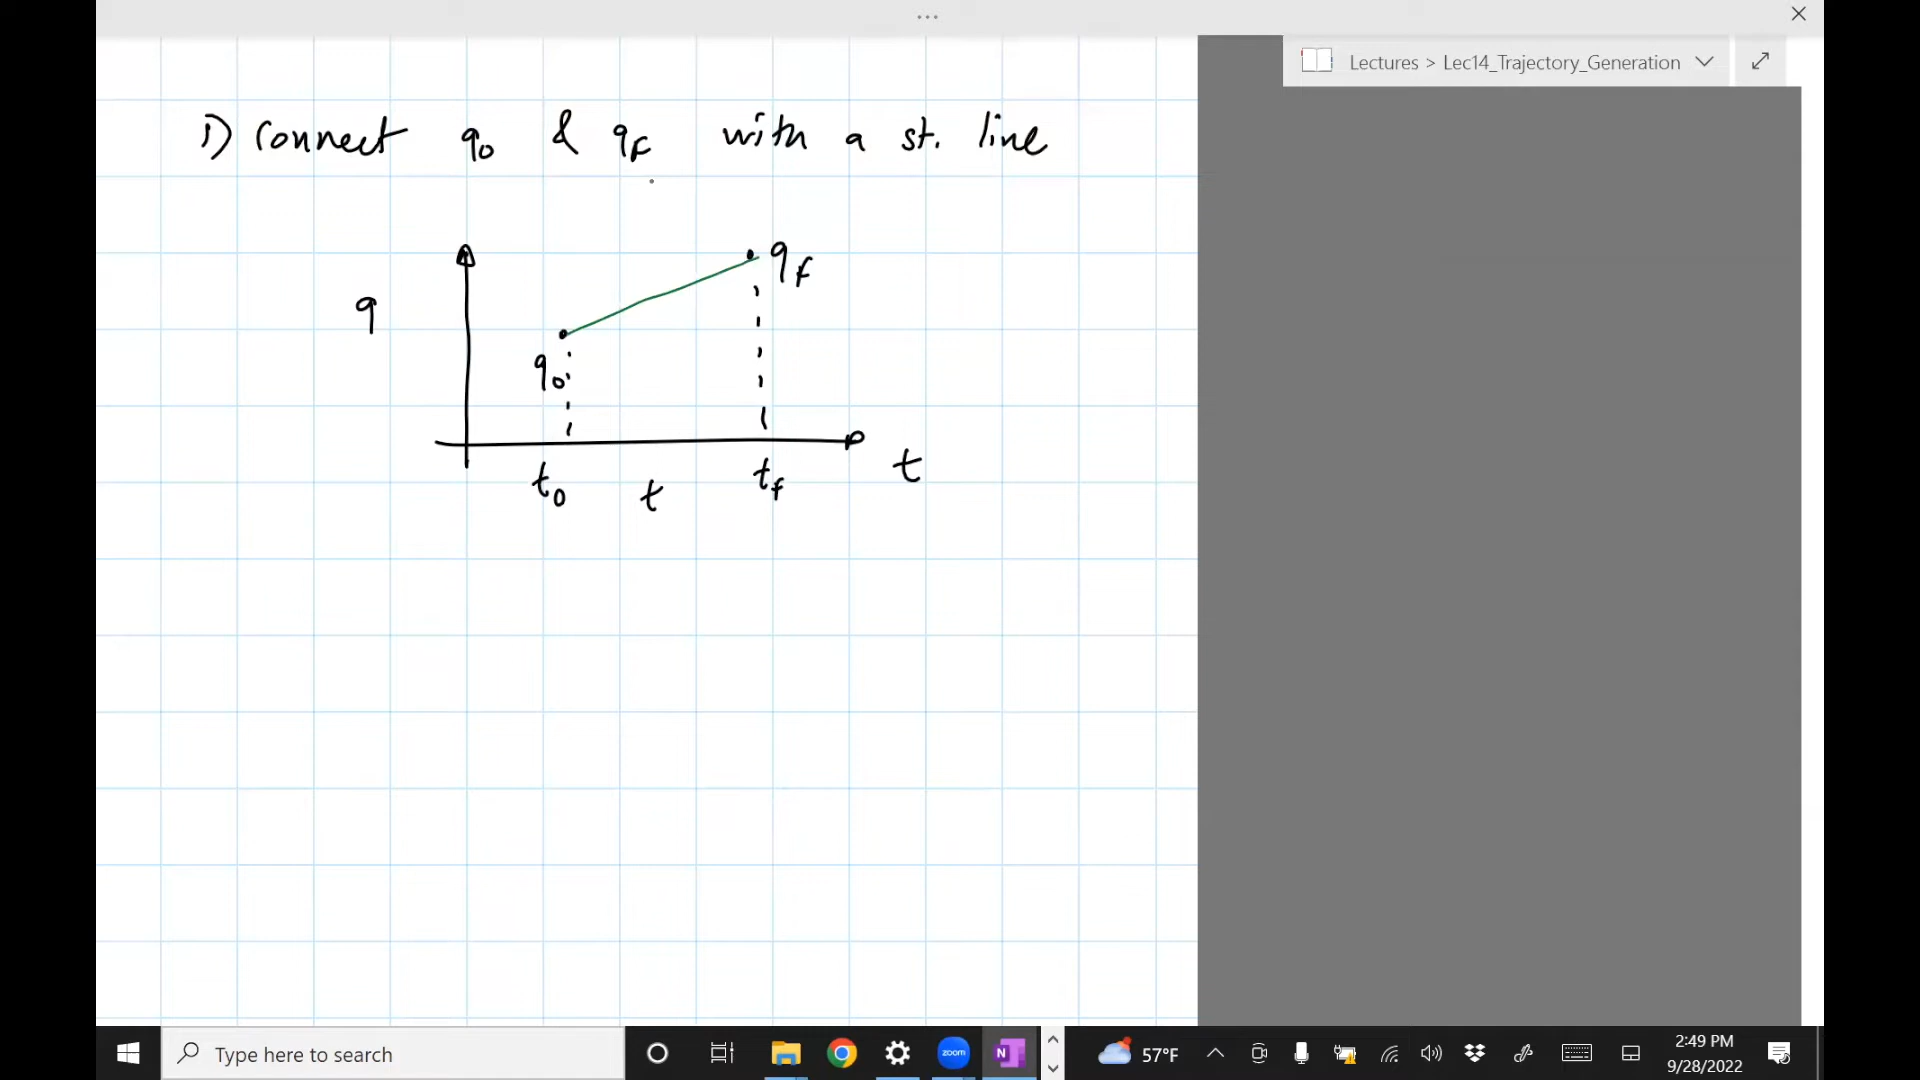 Lectures > Lec14_Trajectory_Generation
1) Connect q0 & qf with a st. line
qf
q
q0
t
t0 t tf
Type here to search
zoom
N
57°F
2:49 PM
9/28/2022